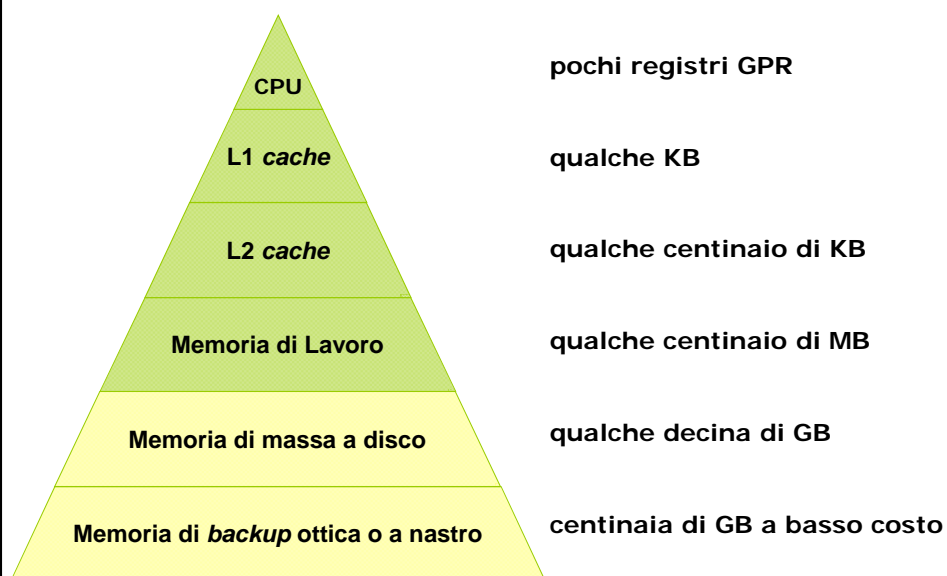 CPU
pochi registri GPR
L1 cache
qualche KB
L2 cache
qualche centinaio di KB
Memoria di Lavoro
qualche centinaio di MB
Memoria di massa a disco
qualche decina di GB
Memoria di backup ottica o a nastro
centinaia di GB a basso costo